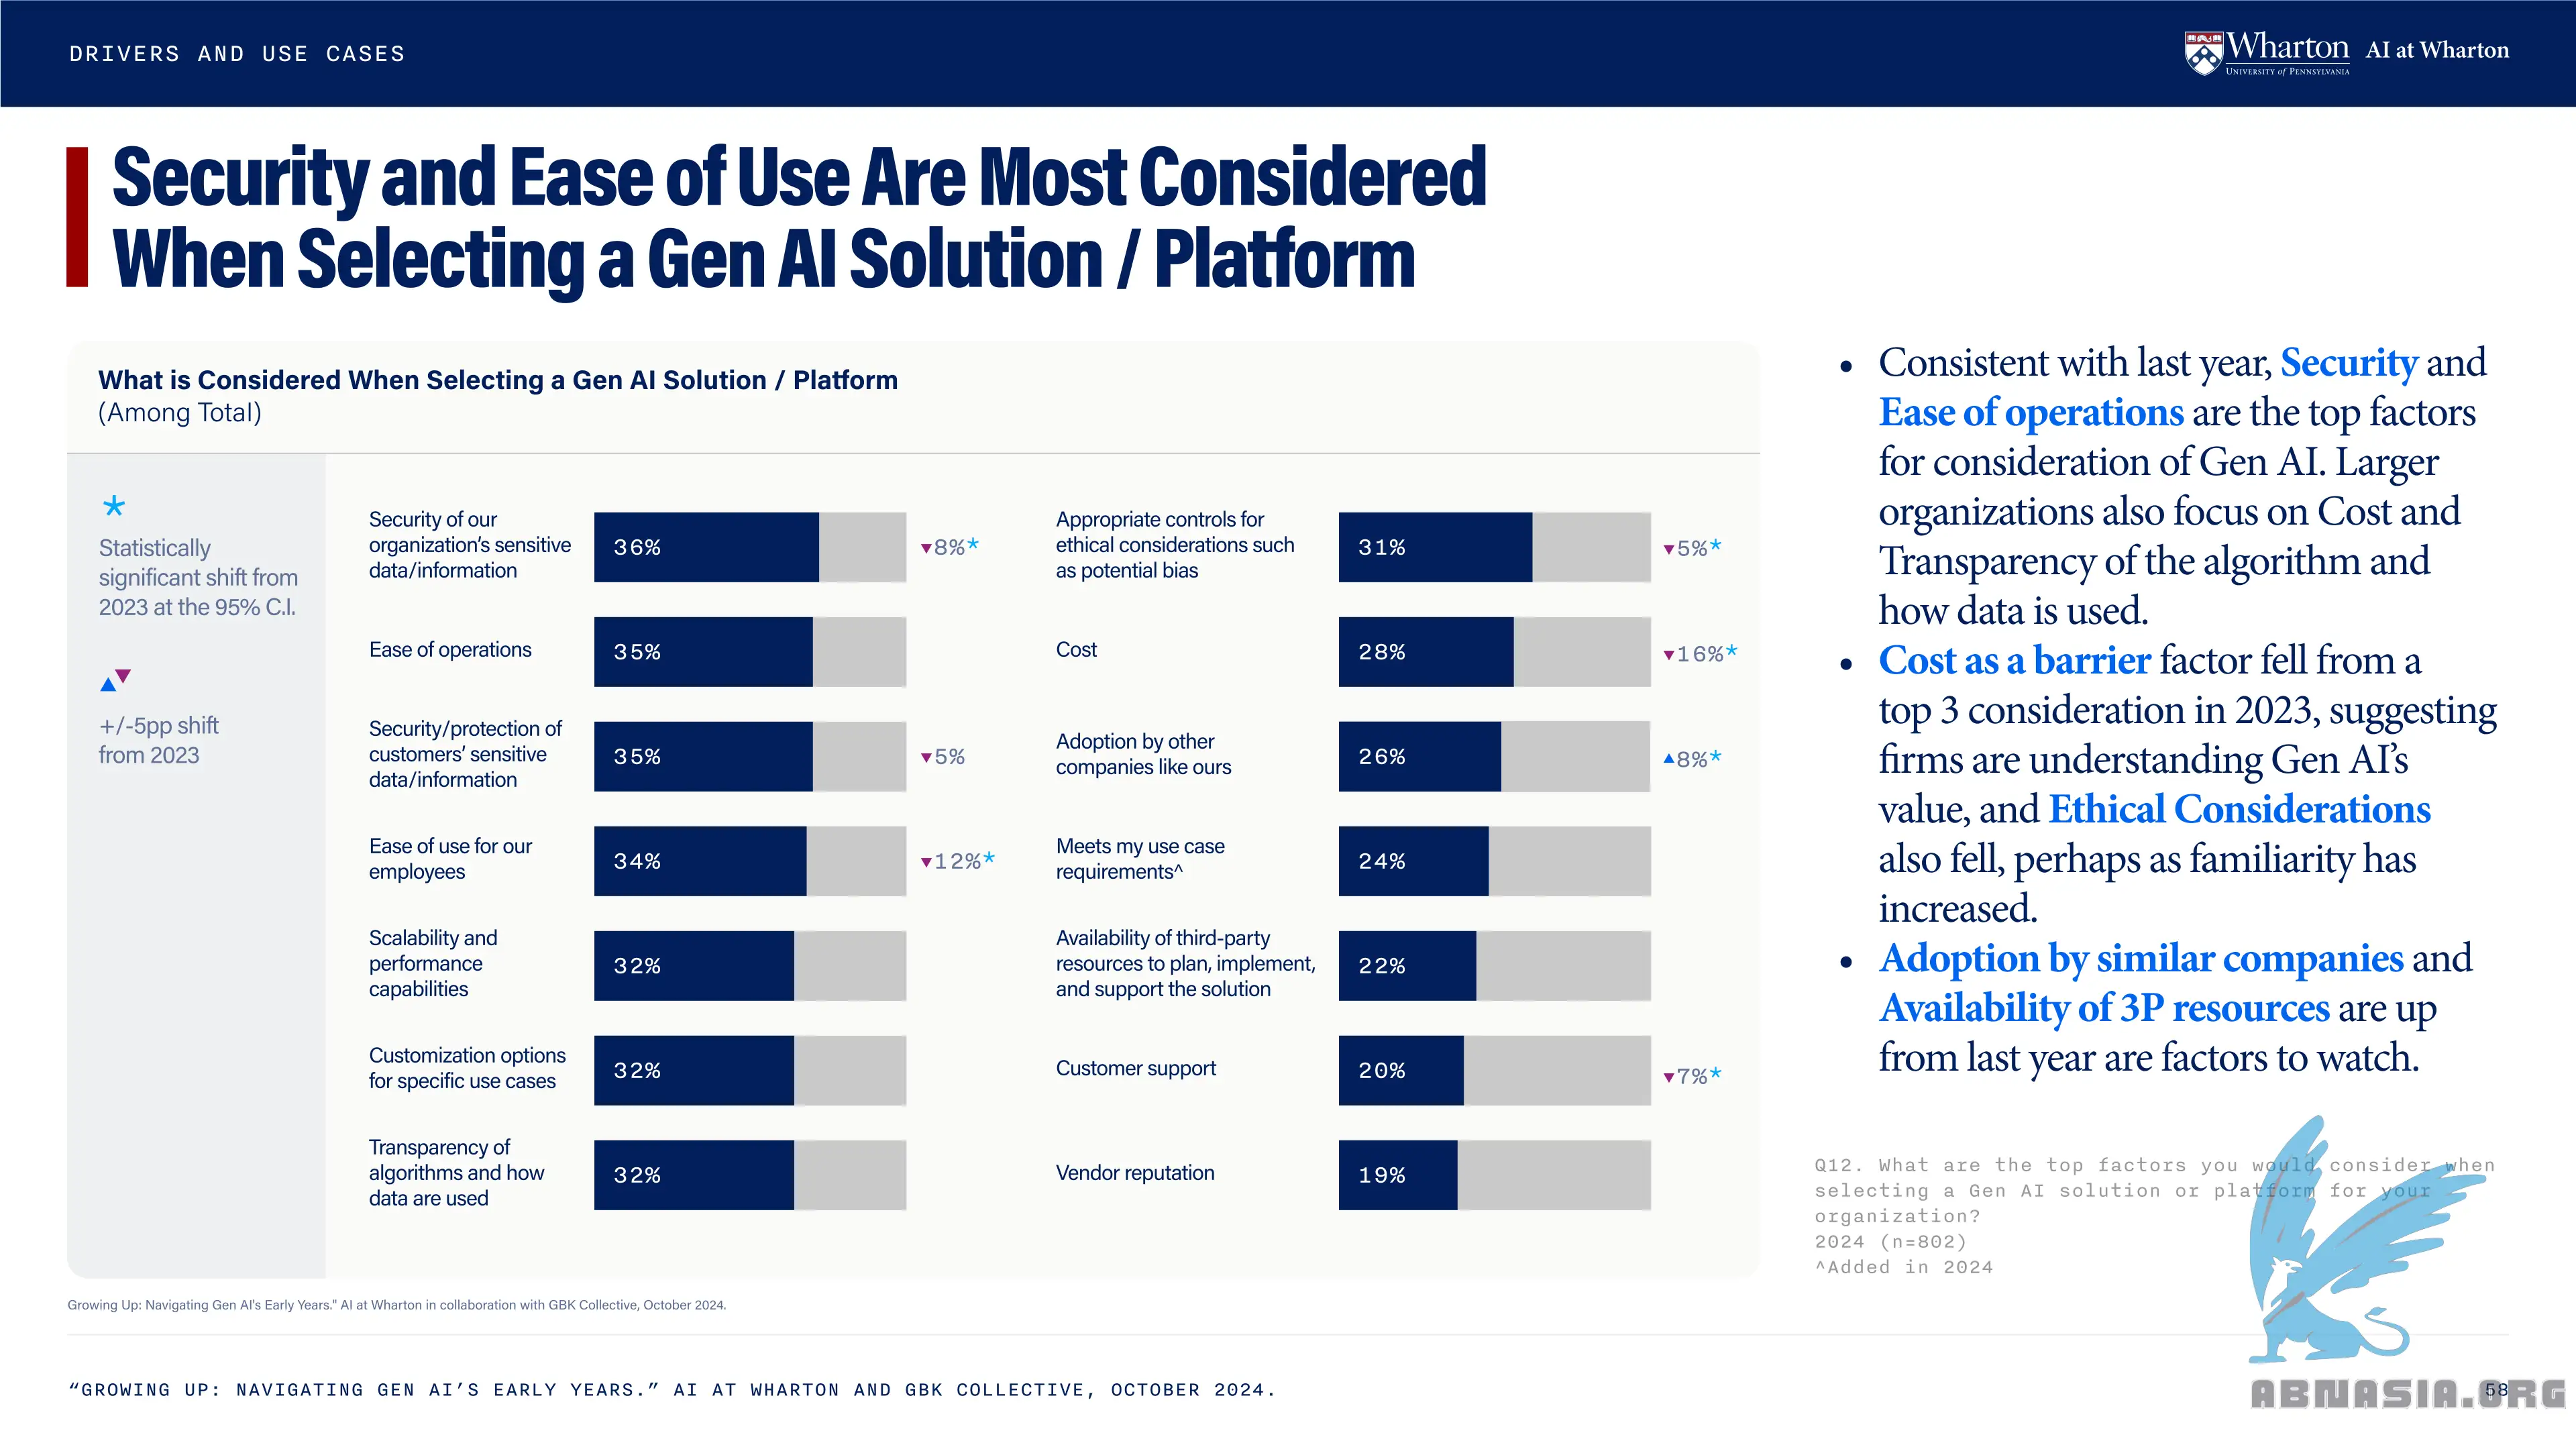 DRIVERS AND USE CASES
Wharton
UNIVERSITY of PENNSYLVANIA
AI at Wharton
Security and Ease of Use Are Most Considered
When Selecting a Gen AI Solution / Platform
What is Considered When Selecting a Gen AI Solution / Platform
(Among Total)
*
Statistically
significant shift from
2023 at the 95% C.I.
▲▼
+/-5pp shift
from 2023
Security of our
organization's sensitive
data/information
36%
▼8%*
Ease of operations
35%
Security/protection of
customers' sensitive
data/information
35%
▼5%
Ease of use for our
employees
34%
▼12%*
Scalability and
performance
capabilities
32%
Customization options
for specific use cases
32%
Transparency of
algorithms and how
data are used
32%
Appropriate controls for
ethical considerations such
as potential bias
31%
▼5%*
Cost
28%
▼16%*
Adoption by other
companies like ours
26%
▲8%*
Meets my use case
requirements^
24%
Availability of third-party
resources to plan, implement,
and support the solution
22%
Customer support
20%
▼7%*
Vendor reputation
19%
• Consistent with last year, Security and
Ease of operations are the top factors
for consideration of Gen AI. Larger
organizations also focus on Cost and
Transparency of the algorithm and
how data is used.
• Cost as a barrier factor fell from a
top 3 consideration in 2023, suggesting
firms are understanding Gen AI's
value, and Ethical Considerations
also fell, perhaps as familiarity has
increased.
• Adoption by similar companies and
Availability of 3P resources are up
from last year are factors to watch.
Q12. What are the top factors you would consider when
selecting a Gen AI solution or platform for your
organization?
2024 (n=802)
^Added in 2024
Growing Up: Navigating Gen AI's Early Years." AI at Wharton in collaboration with GBK Collective, October 2024.
“GROWING UP: NAVIGATING GEN AI’S EARLY YEARS.” AI AT WHARTON AND GBK COLLECTIVE, OCTOBER 2024.
58
ABNASIA.ORG